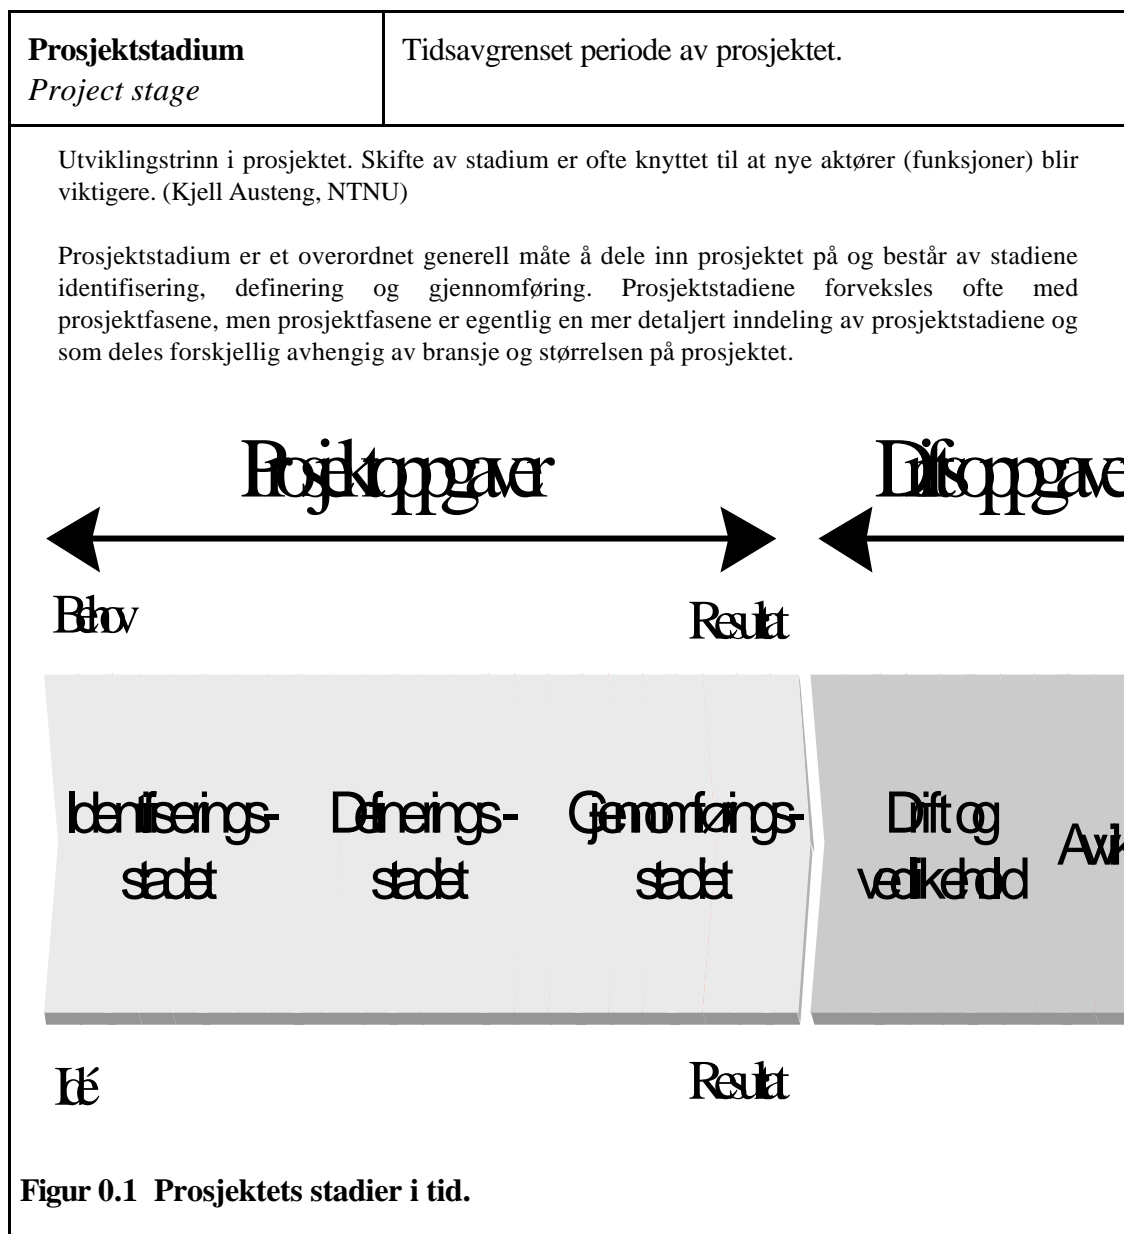 Prosjektstadium
Project stage
Tidsavgrenset periode av prosjektet.
Utviklingstrinn i prosjektet. Skifte av stadium er ofte knyttet til at nye aktører (funksjoner) blir
viktigere. (Kjell Austeng, NTNU)
Prosjektstadium er et overordnet generell måte å dele inn prosjektet på og består av stadiene
identifisering, definering og gjennomføring. Prosjektstadiene forveksles ofte med
prosjektfasene, men prosjektfasene er egentlig en mer detaljert inndeling av prosjektstadiene og
som deles forskjellig avhengig av bransje og størrelsen på prosjektet.
Prosjektoppgaver
Driftsoppgave
Behov
Resultat
Identifiserings-
stadiet
Definerings-
stadiet
Gjennomførings-
stadiet
Drift og
vedlikehold
Idé
Resultat
Figur 0.1 Prosjektets stadier i tid.